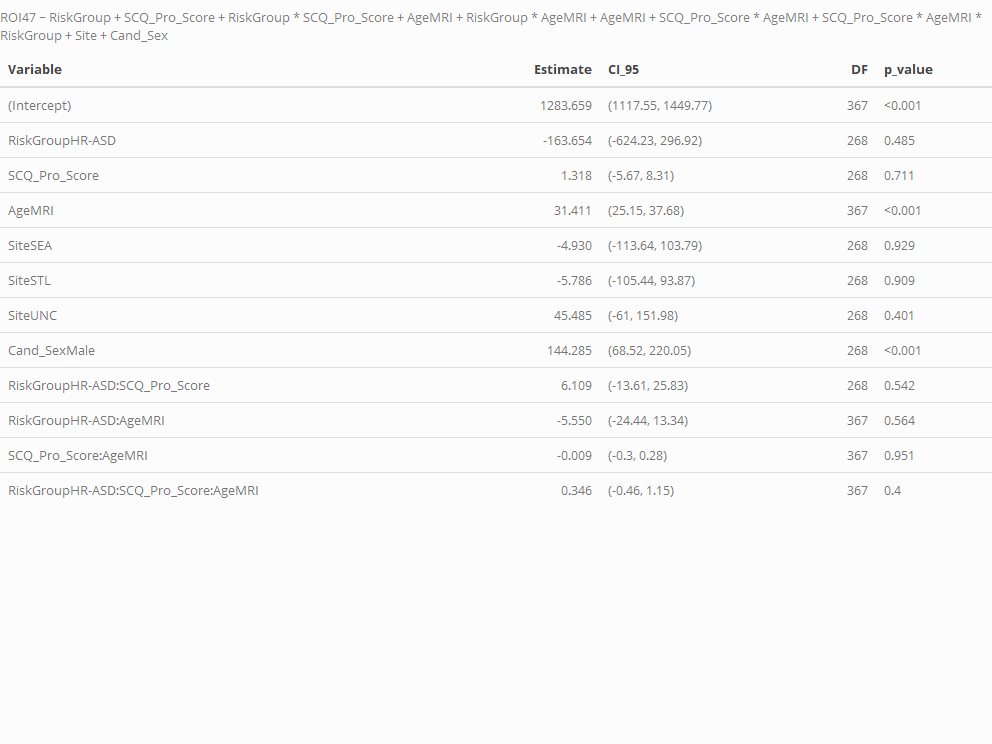 ROI47 ~ RiskGroup + SCQ_Pro_Score + RiskGroup * SCQ_Pro_Score + AgeMRI + RiskGroup * AgeMRI + AgeMRI + SCQ_Pro_Score * AgeMRI + SCQ_Pro_Score * AgeMRI *
RiskGroup + Site + Cand_Sex
Variable Estimate CI_95 DF p_value
(Intercept) 1283.659 (1117.55, 1449.77) 367 <0.001
RiskGroupHR-ASD -163.654 (-624.23, 296.92) 268 0.485
SCQ_Pro_Score 1.318 (-5.67, 8.31) 268 0.711
AgeMRI 31.411 (25.15, 37.68) 367 <0.001
SiteSEA -4.930 (-113.64, 103.79) 268 0.929
SiteSTL -5.786 (-105.44, 93.87) 268 0.909
SiteUNC 45.485 (-61, 151.98) 268 0.401
Cand_SexMale 144.285 (68.52, 220.05) 268 <0.001
RiskGroupHR-ASD:SCQ_Pro_Score 6.109 (-13.61, 25.83) 268 0.542
RiskGroupHR-ASD:AgeMRI -5.550 (-24.44, 13.34) 367 0.564
SCQ_Pro_Score:AgeMRI -0.009 (-0.3, 0.28) 367 0.951
RiskGroupHR-ASD:SCQ_Pro_Score:AgeMRI 0.346 (-0.46, 1.15) 367 0.4